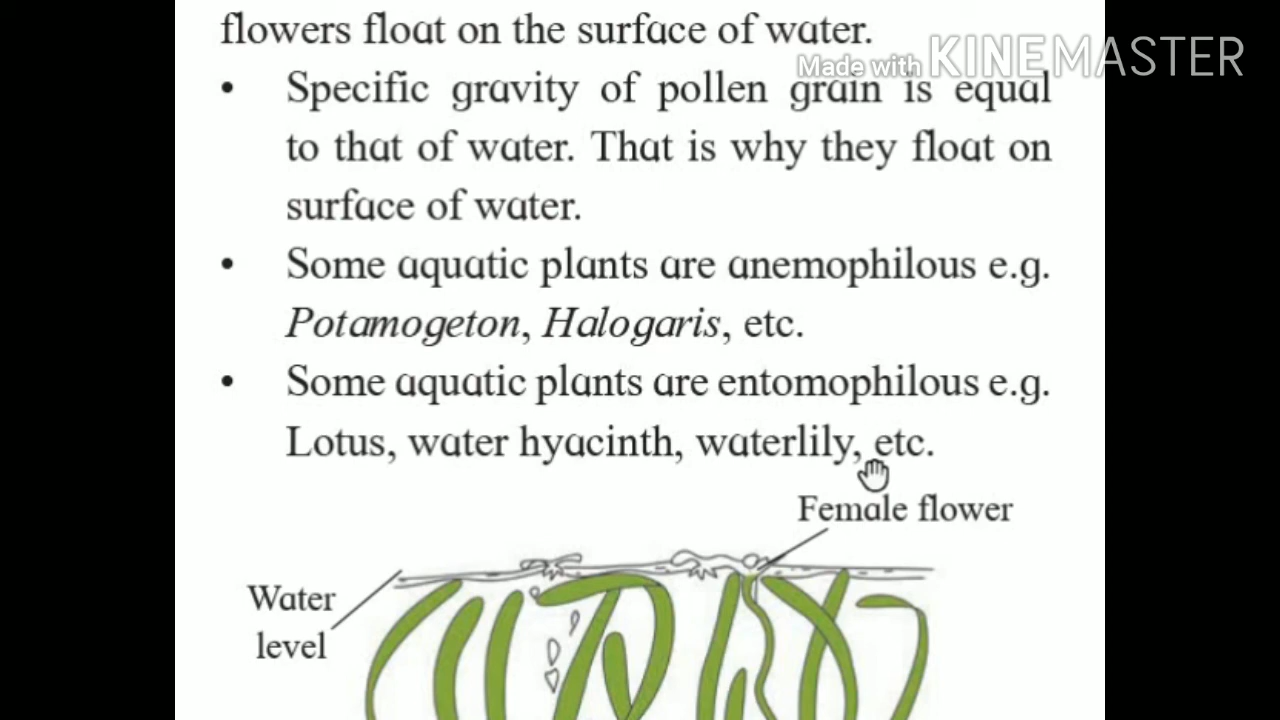 flowers float on the surface of water.
Made with KINEMASTER
• Specific gravity of pollen grain is equal
to that of water. That is why they float on
surface of water.
• Some aquatic plants are anemophilous e.g.
Potamogeton, Halogaris, etc.
• Some aquatic plants are entomophilous e.g.
Lotus, water hyacinth, waterlily, etc.
Female flower
Water
level